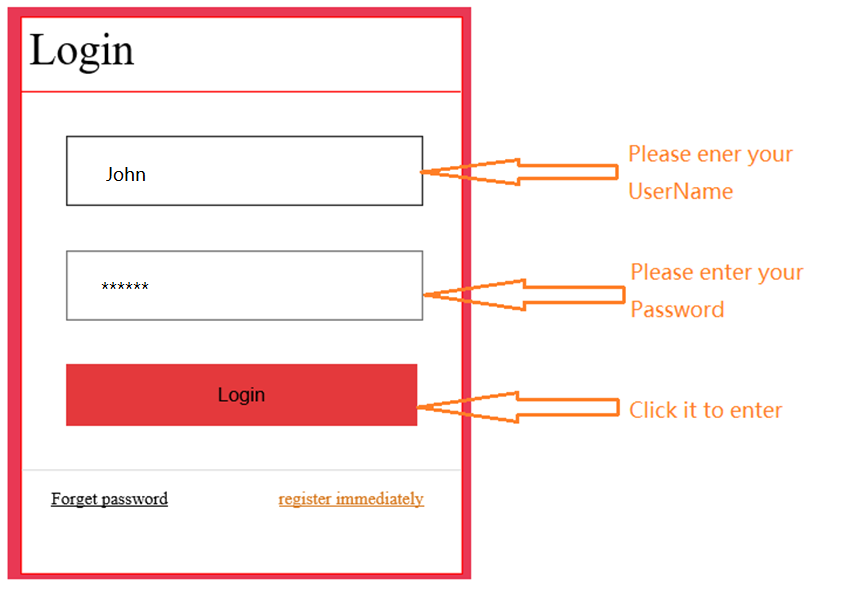 Login
John
Please ener your
UserName
******
Please enter your
Password
Login
Click it to enter
Forget password
register immediately